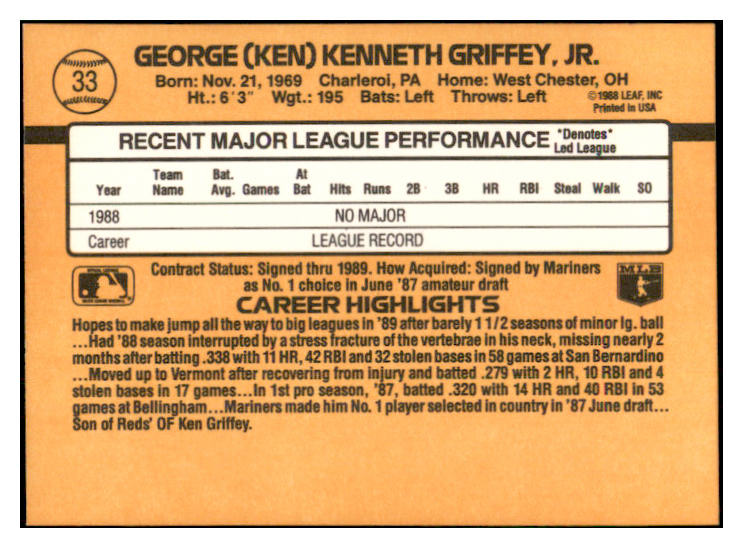 33
GEORGE (KEN) KENNETH GRIFFEY, JR.
Born: Nov. 21, 1969 Charleroi, PA Home: West Chester, OH
Ht.: 6'3" Wgt.: 195 Bats: Left Throws: Left
©1988 LEAF, INC
Printed in USA
RECENT MAJOR LEAGUE PERFORMANCE
*Denotes*
Led League
Year Team Name Bat. Avg. Games At Bat Hits Runs 2B 3B HR RBI Steal Walk SO
1988 NO MAJOR
Career LEAGUE RECORD
Contract Status: Signed thru 1989. How Acquired: Signed by Mariners
as No. 1 choice in June '87 amateur draft
MLB
CAREER HIGHLIGHTS
Hopes to make jump all the way to big leagues in '89 after barely 1 1/2 seasons of minor lg. ball
...Had '88 season interrupted by a stress fracture of the vertebrae in his neck, missing nearly 2
months after batting .338 with 11 HR, 42 RBI and 32 stolen bases in 58 games at San Bernardino
...Moved up to Vermont after recovering from injury and batted .279 with 2 HR, 10 RBI and 4
stolen bases in 17 games...In 1st pro season, '87, batted .320 with 14 HR and 40 RBI in 53
games at Bellingham...Mariners made him No. 1 player selected in country in '87 June draft...
Son of Reds' OF Ken Griffey.